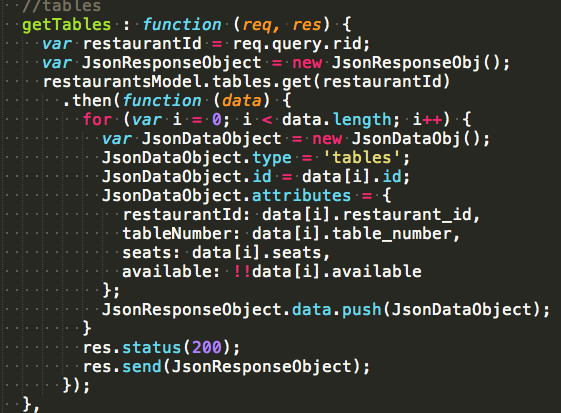 //tables
getTables : function (req, res) {
  var restaurantId = req.query.rid;
  var JsonResponseObject = new JsonResponseObj();
  restaurantsModel.tables.get(restaurantId)
    .then(function (data) {
      for (var i = 0; i < data.length; i++) {
        var JsonDataObject = new JsonDataObj();
        JsonDataObject.type = 'tables';
        JsonDataObject.id = data[i].id;
        JsonDataObject.attributes = {
          restaurantId: data[i].restaurant_id,
          tableNumber: data[i].table_number,
          seats: data[i].seats,
          available: !!data[i].available
        };
        JsonResponseObject.data.push(JsonDataObject);
      }
      res.status(200);
      res.send(JsonResponseObject);
    });
},